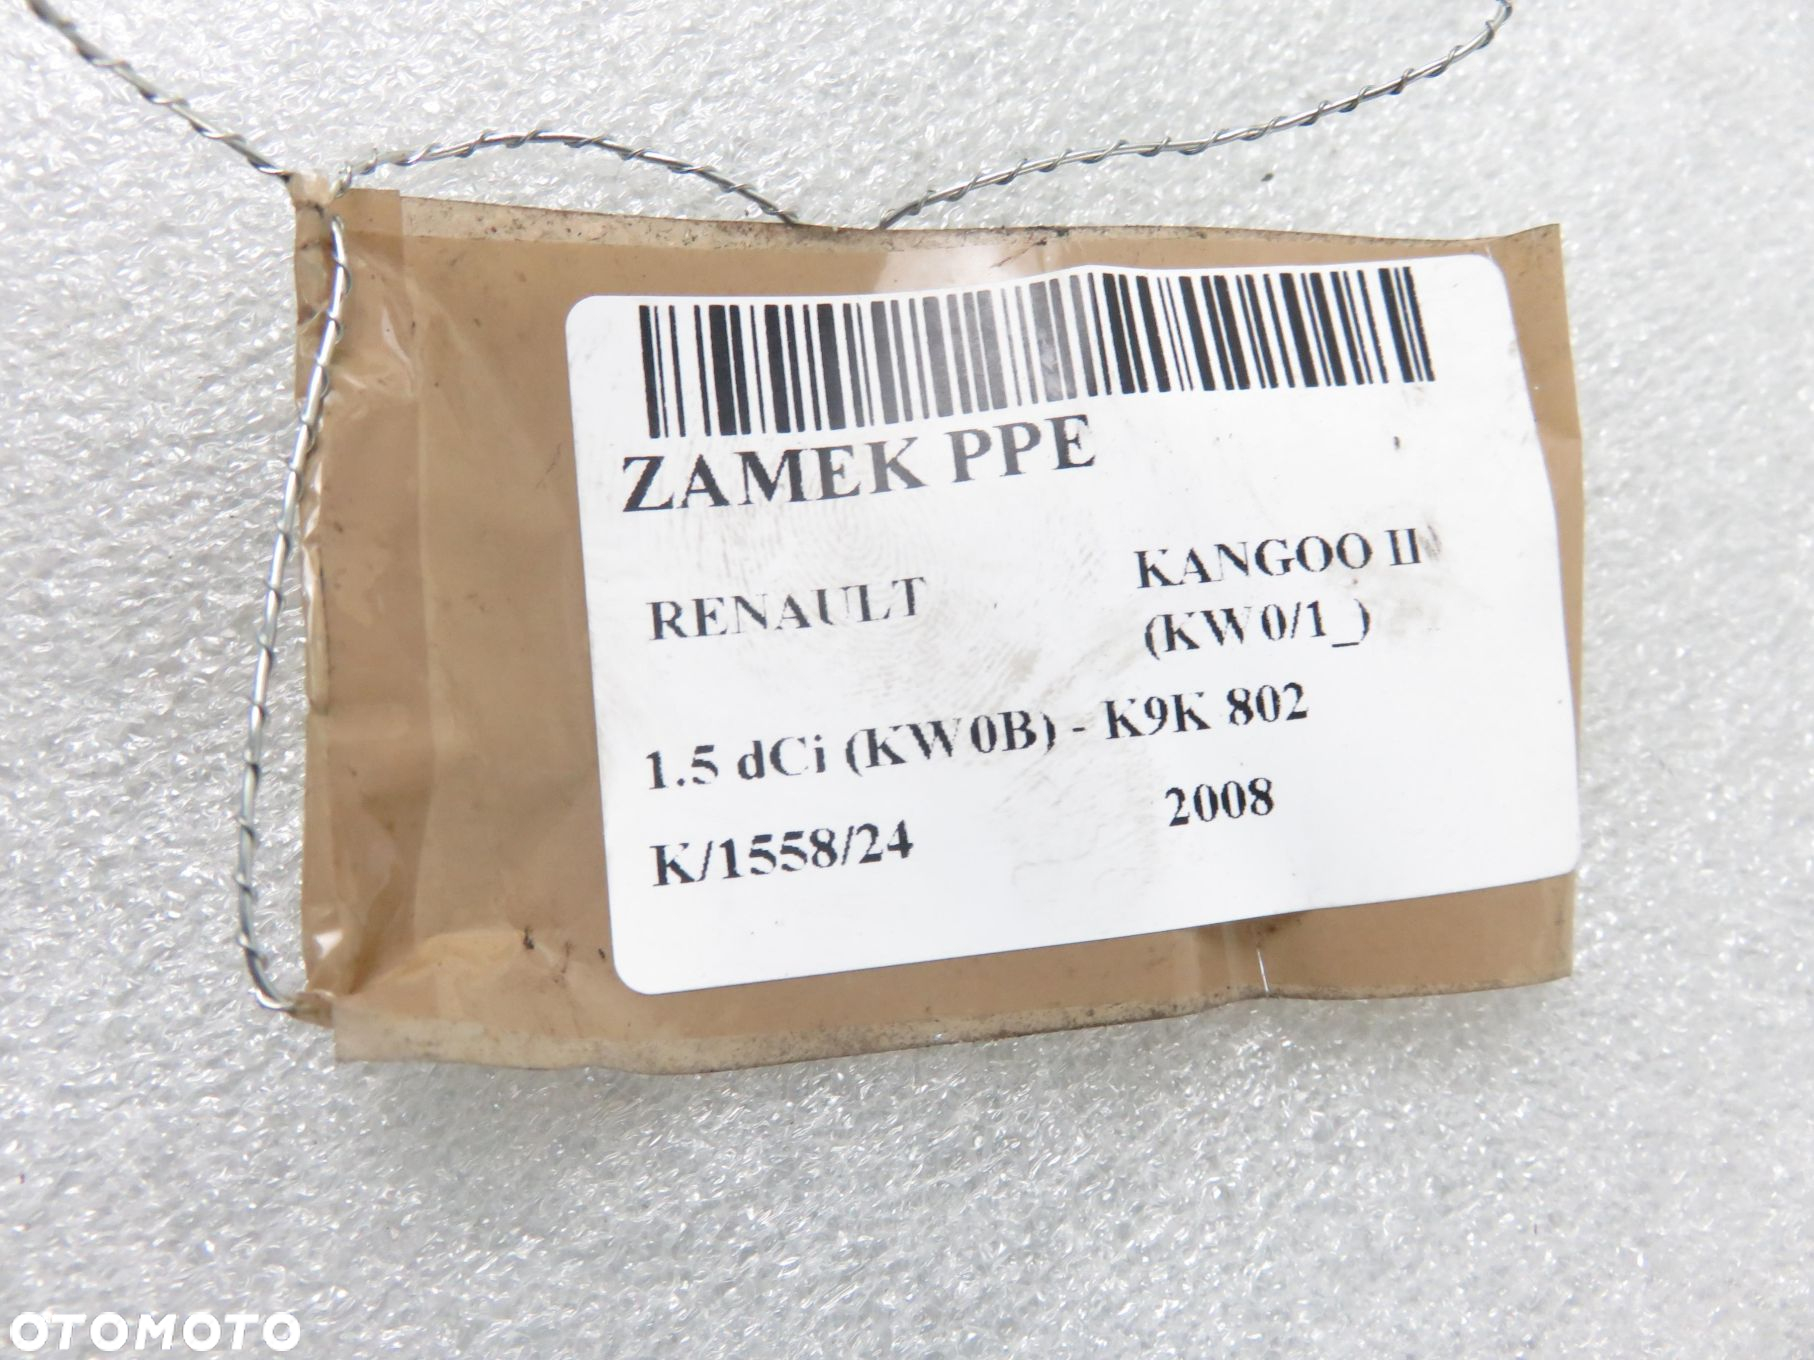 ZAMEK PPE
RENAULT
KANGOO II
(KW0/1_)
1.5 dCi (KW0B) - K9K 802
K/1558/24
2008
OTOMOTO